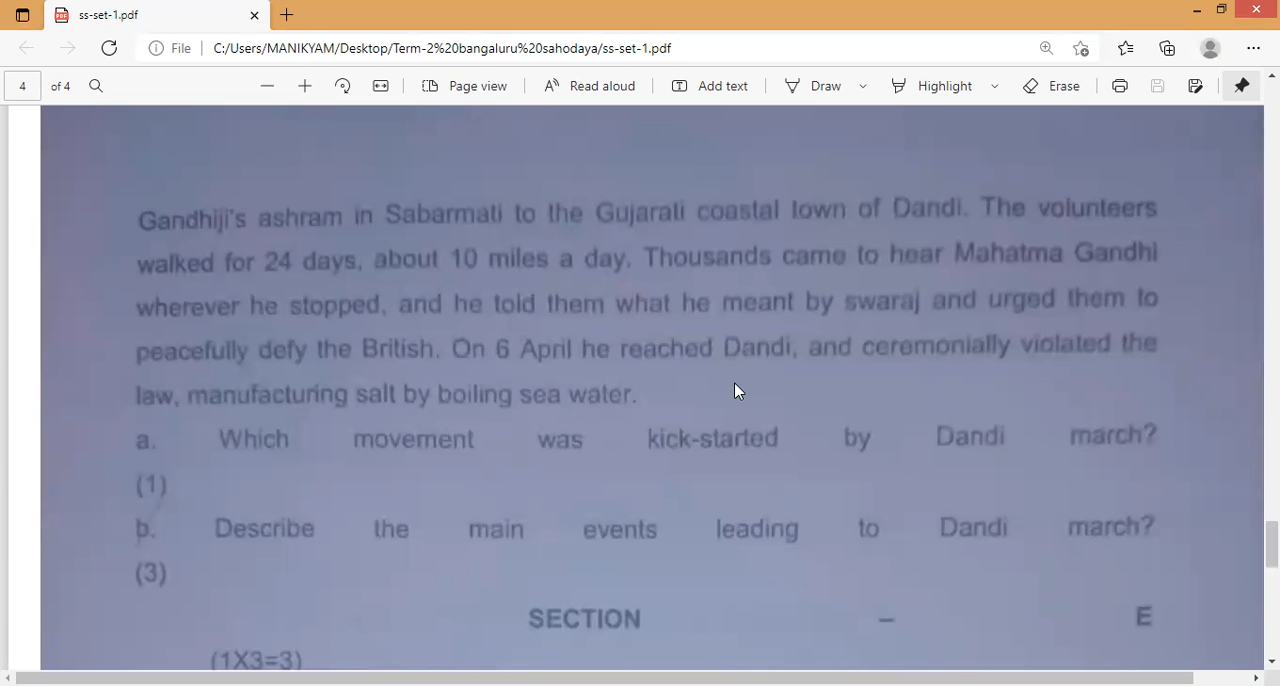 ss-set-1.pdf
File C:/Users/MANIKYAM/Desktop/Term-2%20bangaluru%20sahodaya/ss-set-1.pdf
4 of 4 Page view Read aloud Add text Draw Highlight Erase
Gandhiji's ashram in Sabarmati to the Gujarati coastal town of Dandi. The volunteers
walked for 24 days, about 10 miles a day. Thousands came to hear Mahatma Gandhi
wherever he stopped, and he told them what he meant by swaraj and urged them to
peacefully defy the British. On 6 April he reached Dandi, and ceremonially violated the
law, manufacturing salt by boiling sea water.
a. Which movement was kick-started by Dandi march?
(1)
b. Describe the main events leading to Dandi march?
(3)
SECTION – E
(1X3=3)